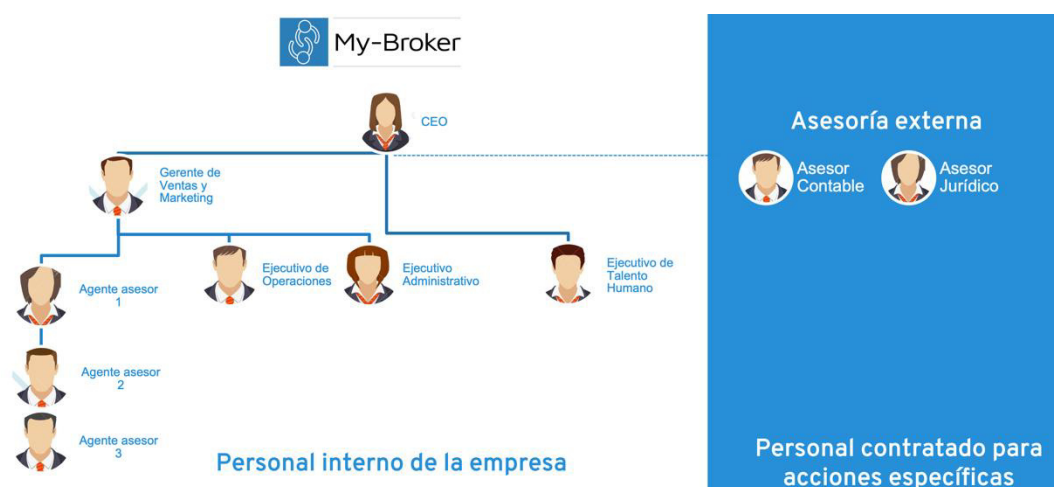 My-Broker
CEO
Asesoría externa
Asesor
Contable
Asesor
Jurídico
Gerente de
Ventas y
Marketing
Agente asesor
1
Ejecutivo de
Operaciones
Ejecutivo
Administrativo
Ejecutivo de
Talento
Humano
Agente asesor
2
Agente asesor
3
Personal interno de la empresa
Personal contratado para
acciones específicas